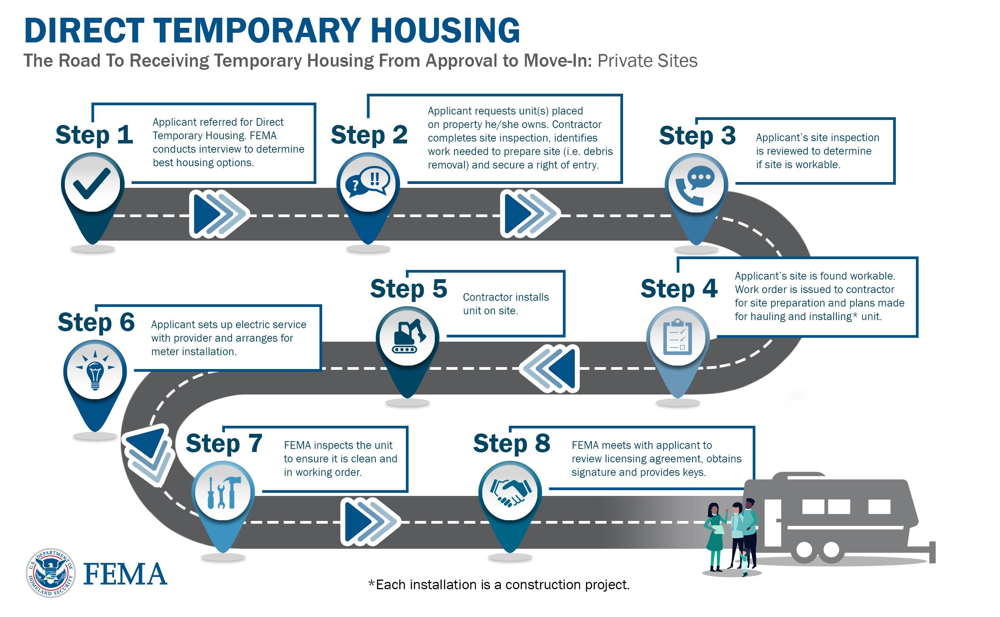 DIRECT TEMPORARY HOUSING
The Road To Receiving Temporary Housing From Approval to Move-In: Private Sites
Step 1
Applicant referred for Direct
Temporary Housing. FEMA
conducts interview to determine
best housing options.
Step 2
Applicant requests unit(s) placed
on property he/she owns. Contractor
completes site inspection, identifies
work needed to prepare site (i.e. debris
removal) and secure a right of entry.
?
!!
Step 3
Applicant’s site inspection
is reviewed to determine
if site is workable.
Step 4
Applicant’s site is found workable.
Work order is issued to contractor
for site preparation and plans made
for hauling and installing* unit.
Step 5
Contractor installs
unit on site.
Step 6
Applicant sets up electric service
with provider and arranges for
meter installation.
Step 7
FEMA inspects the unit
to ensure it is clean and
in working order.
Step 8
FEMA meets with applicant to
review licensing agreement, obtains
signature and provides keys.
U.S. DEPARTMENT OF
HOMELAND SECURITY
FEMA
*Each installation is a construction project.